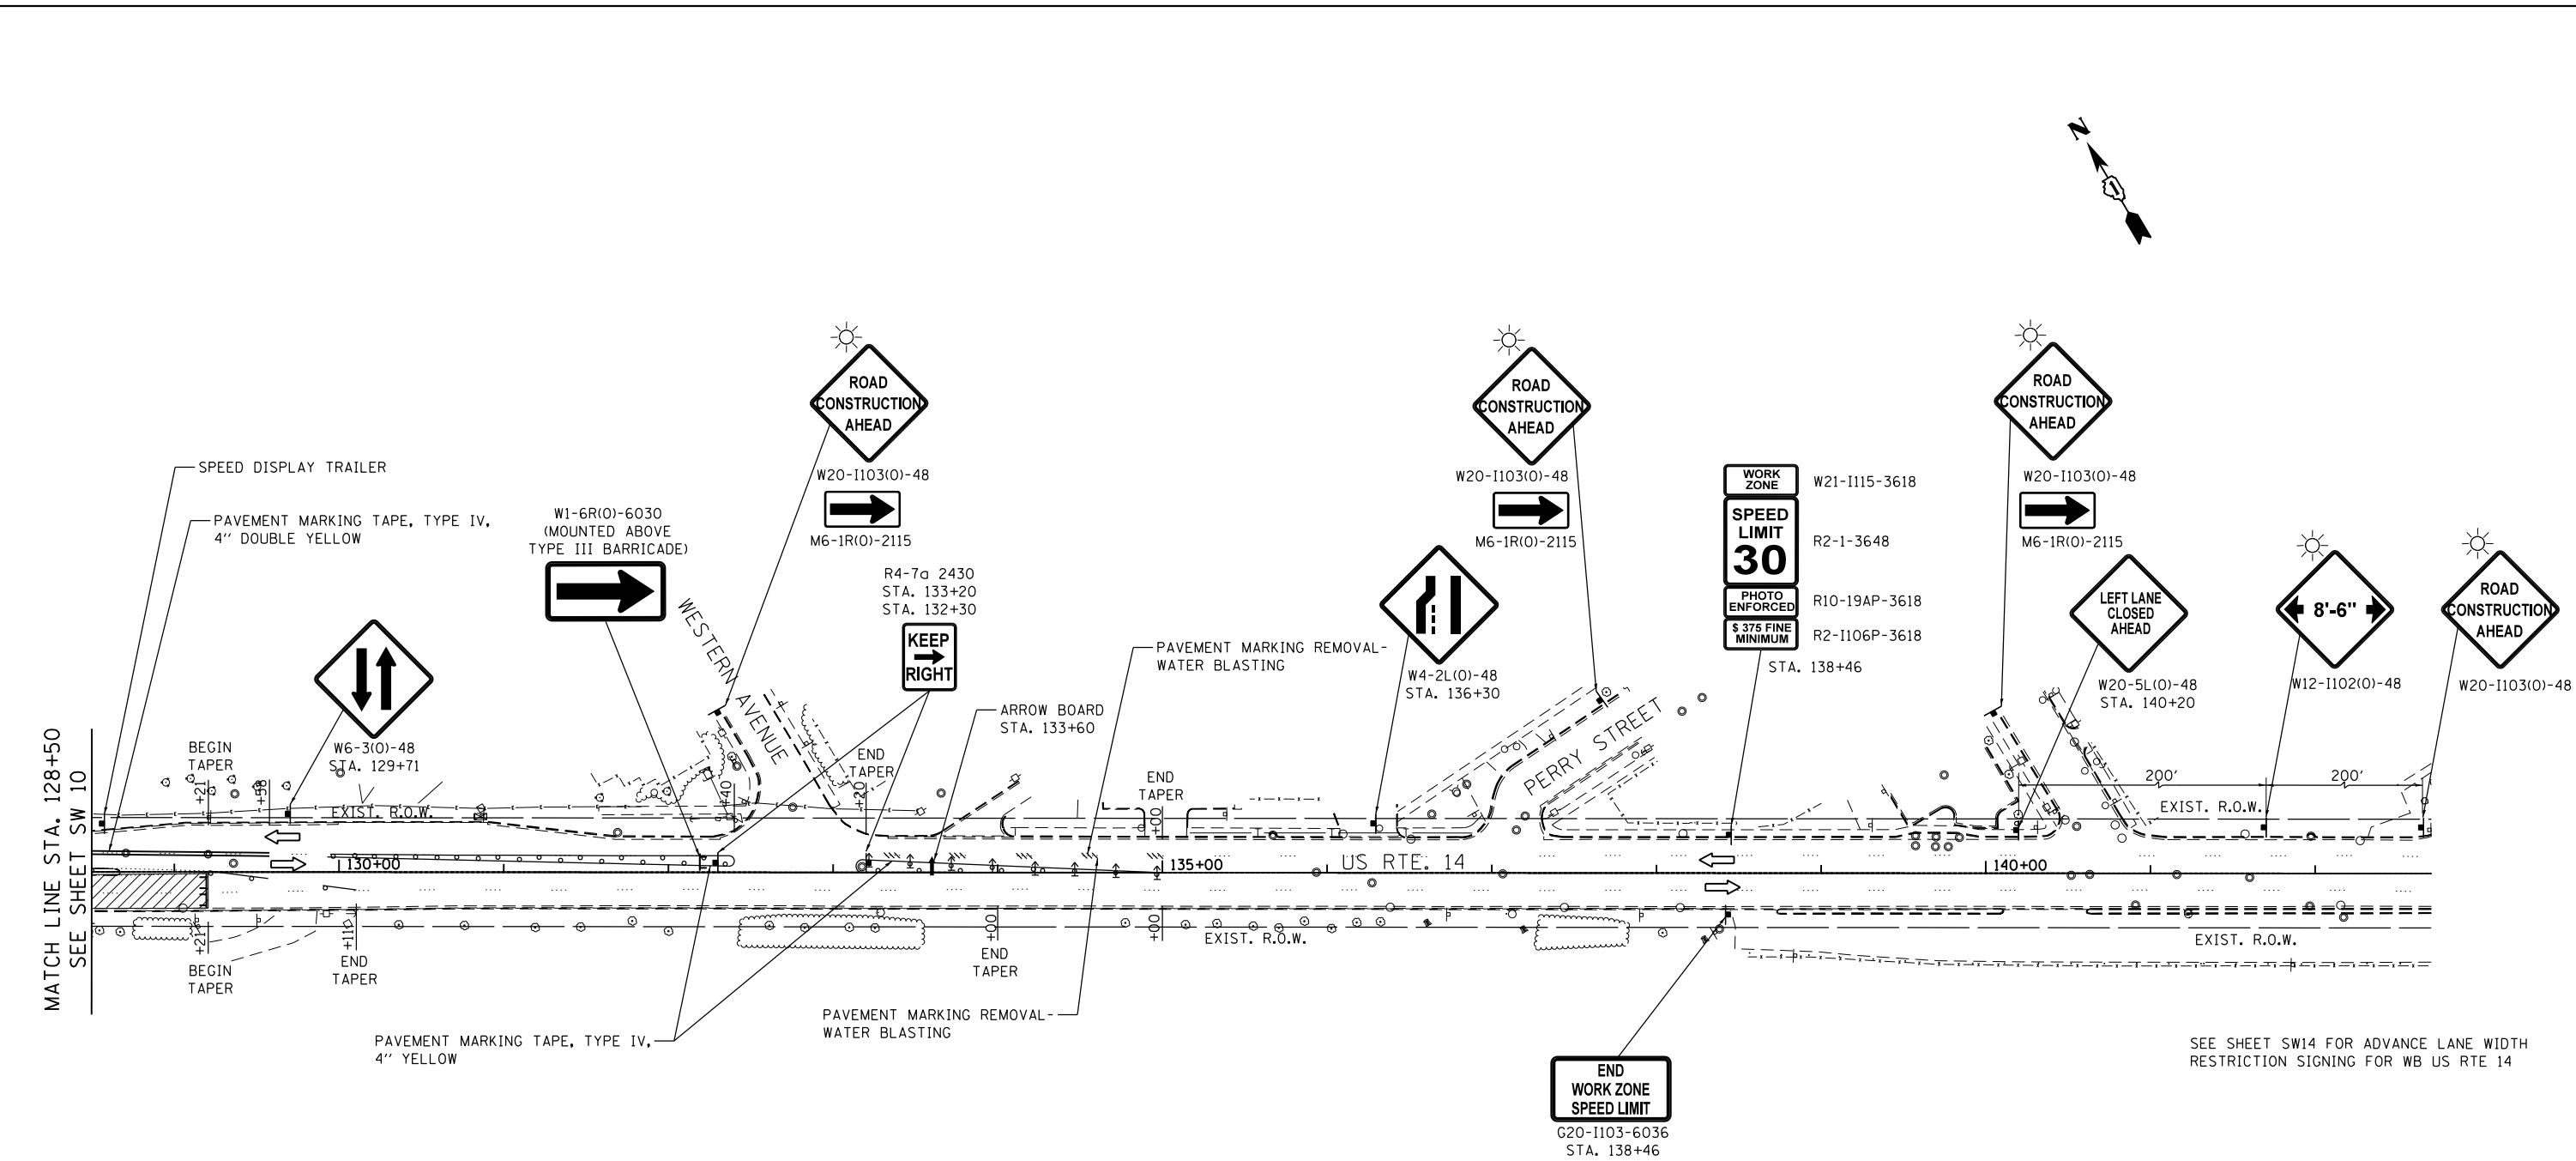 N
ROAD
CONSTRUCTION
AHEAD
W20-I103(O)-48
M6-1R(O)-2115
ROAD
CONSTRUCTION
AHEAD
W20-I103(O)-48
M6-1R(O)-2115
ROAD
CONSTRUCTION
AHEAD
W20-I103(O)-48
M6-1R(O)-2115
SPEED DISPLAY TRAILER
PAVEMENT MARKING TAPE, TYPE IV,
4'' DOUBLE YELLOW
W1-6R(O)-6030
(MOUNTED ABOVE
TYPE III BARRICADE)
R4-7a 2430
STA. 133+20
STA. 132+30
KEEP
RIGHT
WORK
ZONE
W21-I115-3618
SPEED
LIMIT
30
R2-1-3648
PHOTO
ENFORCED
R10-19AP-3618
$ 375 FINE
MINIMUM
R2-I106P-3618
STA. 138+46
LEFT LANE
CLOSED
AHEAD
W20-5L(O)-48
STA. 140+20
8'-6"
W12-I102(O)-48
ROAD
CONSTRUCTION
AHEAD
W20-I103(O)-48
W4-2L(O)-48
STA. 136+30
PAVEMENT MARKING REMOVAL-
WATER BLASTING
ARROW BOARD
STA. 133+60
WESTERN AVENUE
PERRY STREET
W6-3(O)-48
STA. 129+71
MATCH LINE STA. 128+50
SEE SHEET SW 10
BEGIN
TAPER
+21
+58
+40
END
TAPER
+20
END
TAPER
+00
200'
200'
EXIST. R.O.W.
EXIST. R.O.W.
130+00
135+00
US RTE. 14
140+00
+21
BEGIN
TAPER
+11
END
TAPER
+00
END
TAPER
+00
EXIST. R.O.W.
EXIST. R.O.W.
PAVEMENT MARKING REMOVAL-
WATER BLASTING
PAVEMENT MARKING TAPE, TYPE IV,
4'' YELLOW
END
WORK ZONE
SPEED LIMIT
G20-I103-6036
STA. 138+46
SEE SHEET SW14 FOR ADVANCE LANE WIDTH
RESTRICTION SIGNING FOR WB US RTE 14